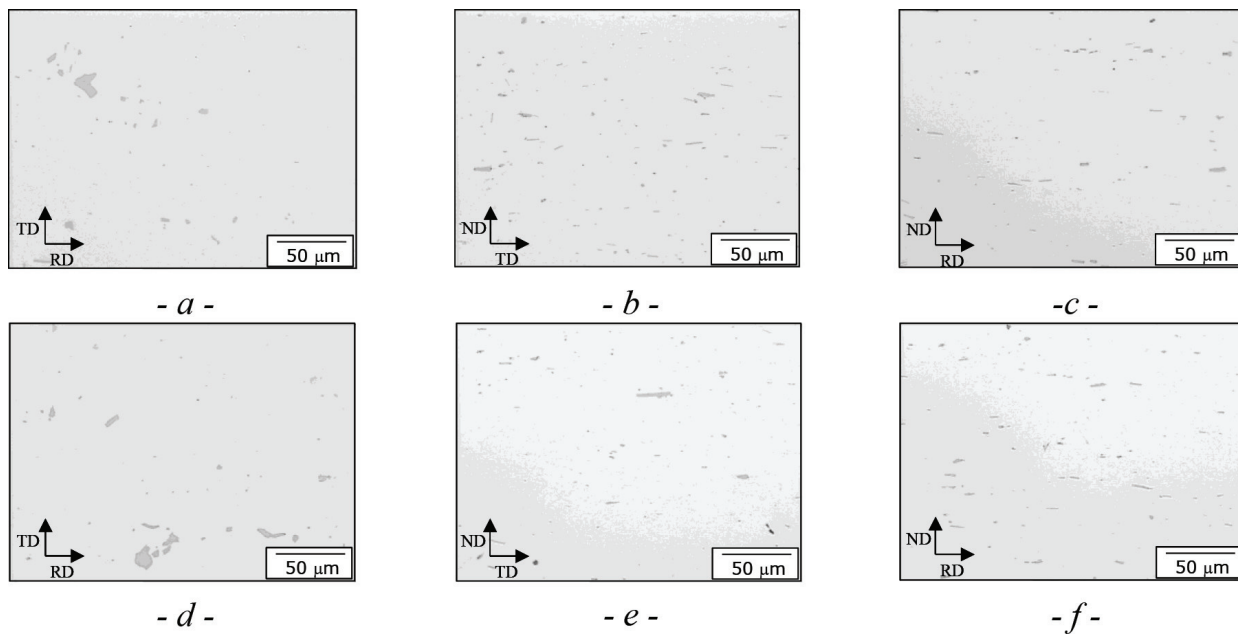 TD
RD
50 μm
ND
TD
50 μm
ND
RD
50 μm
- a -
- b -
-c -
TD
RD
50 μm
ND
TD
50 μm
ND
RD
50 μm
- d -
- e -
- f -